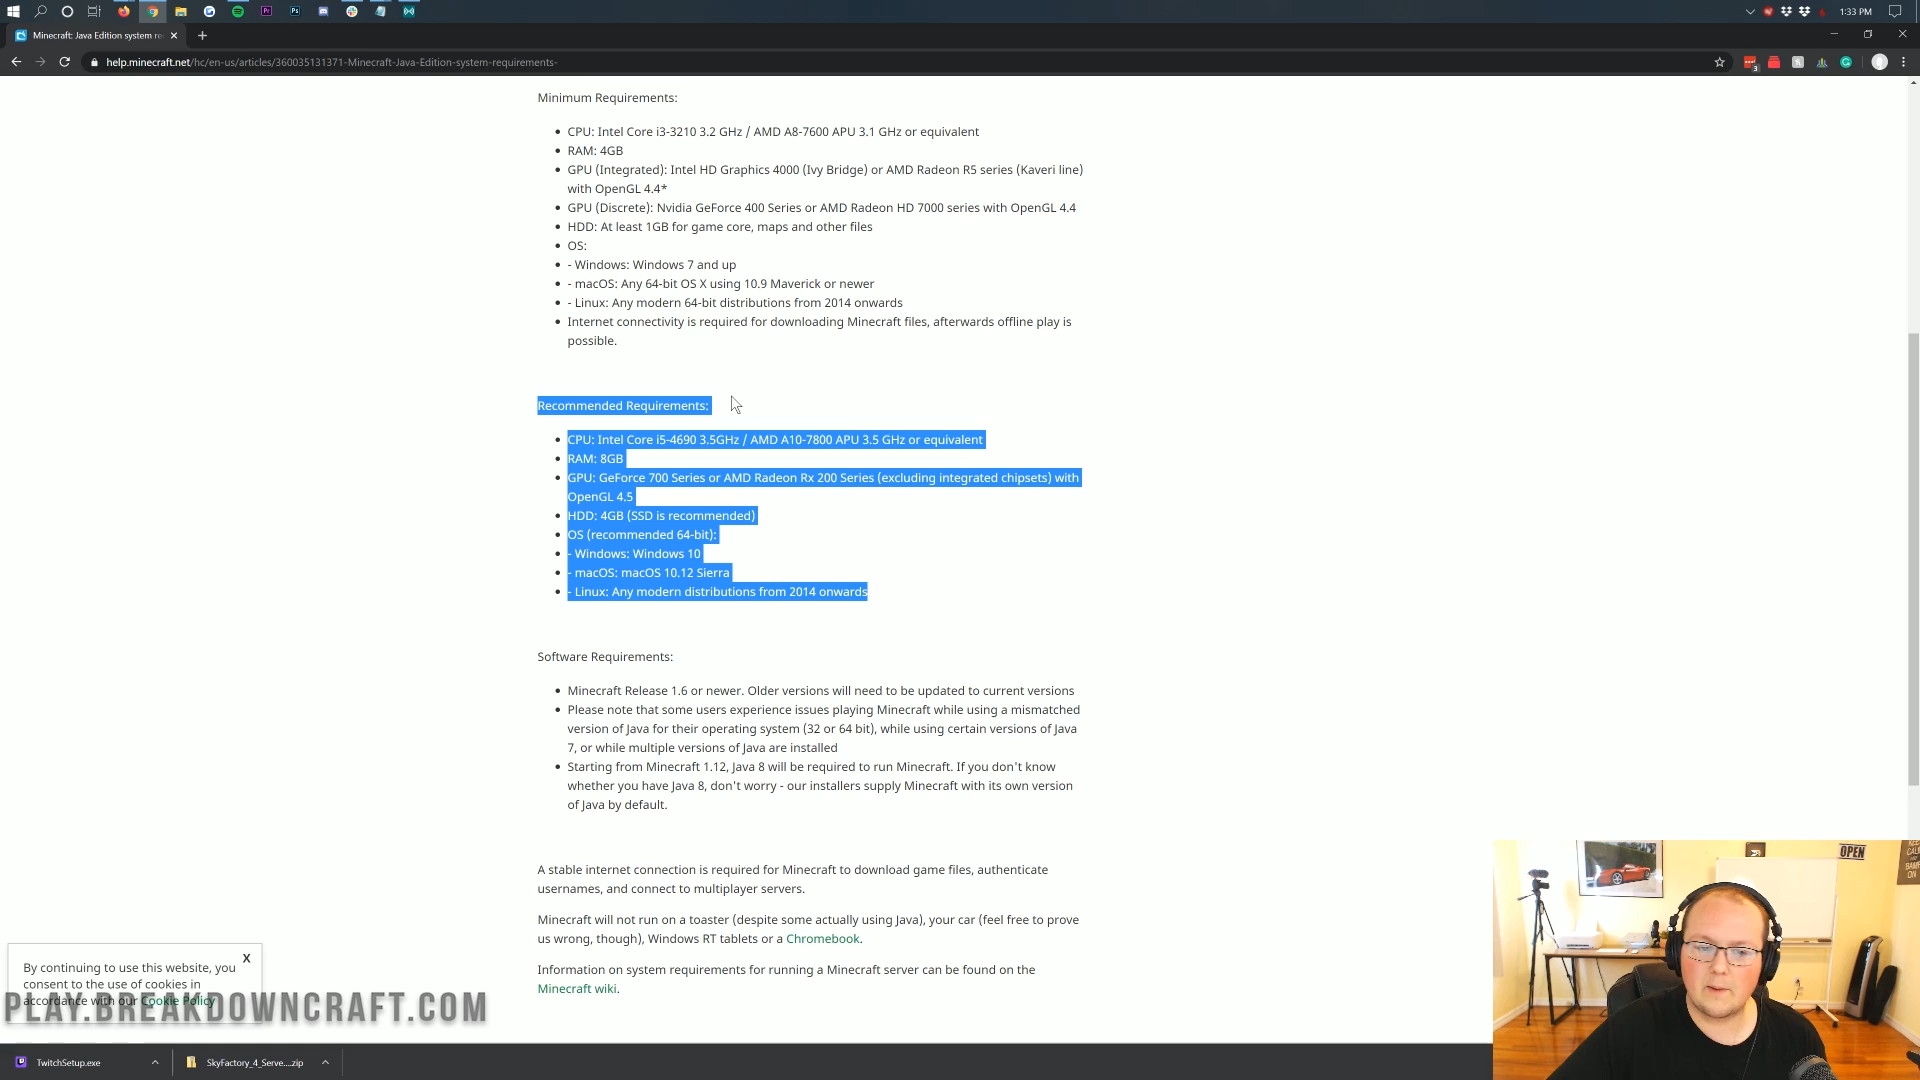 1:33 PM
Minecraft: Java Edition system re
help.minecraft.net/hc/en-us/articles/360035131371-Minecraft-Java-Edition-system-requirements-
3
Minimum Requirements:
CPU: Intel Core i3-3210 3.2 GHz / AMD A8-7600 APU 3.1 GHz or equivalent
RAM: 4GB
GPU (Integrated): Intel HD Graphics 4000 (Ivy Bridge) or AMD Radeon R5 series (Kaveri line)
with OpenGL 4.4*
GPU (Discrete): Nvidia GeForce 400 Series or AMD Radeon HD 7000 series with OpenGL 4.4
HDD: At least 1GB for game core, maps and other files
OS:
- Windows: Windows 7 and up
- macOS: Any 64-bit OS X using 10.9 Maverick or newer
- Linux: Any modern 64-bit distributions from 2014 onwards
Internet connectivity is required for downloading Minecraft files, afterwards offline play is
possible.
Recommended Requirements:
CPU: Intel Core i5-4690 3.5GHz / AMD A10-7800 APU 3.5 GHz or equivalent
RAM: 8GB
GPU: GeForce 700 Series or AMD Radeon Rx 200 Series (excluding integrated chipsets) with
OpenGL 4.5
HDD: 4GB (SSD is recommended)
OS (recommended 64-bit):
- Windows: Windows 10
- macOS: macOS 10.12 Sierra
- Linux: Any modern distributions from 2014 onwards
Software Requirements:
Minecraft Release 1.6 or newer. Older versions will need to be updated to current versions
Please note that some users experience issues playing Minecraft while using a mismatched
version of Java for their operating system (32 or 64 bit), while using certain versions of Java
7, or while multiple versions of Java are installed
Starting from Minecraft 1.12, Java 8 will be required to run Minecraft. If you don't know
whether you have Java 8, don't worry - our installers supply Minecraft with its own version
of Java by default.
A stable internet connection is required for Minecraft to download game files, authenticate
usernames, and connect to multiplayer servers.
Minecraft will not run on a toaster (despite some actually using Java), your car (feel free to prove
us wrong, though), Windows RT tablets or a Chromebook.
Information on system requirements for running a Minecraft server can be found on the
Minecraft wiki.
By continuing to use this website, you
consent to the use of cookies in
accordance with our Cookie Policy
X
PLAY.BREAKDOWNCRAFT.COM
OPEN
TwitchSetup.exe
SkyFactory_4_Serve....zip